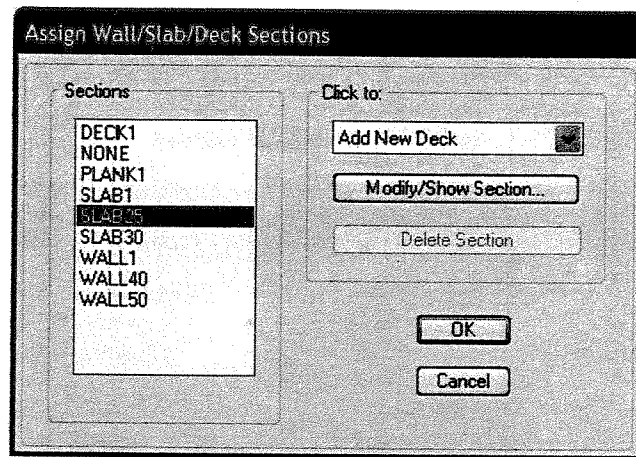 Assign Wall/Slab/Deck Sections
Sections
DECK1
NONE
PLANK1
SLAB1
SLAB25
SLAB30
WALL1
WALL40
WALL50
Click to:
Add New Deck
Modify/Show Section...
Delete Section
OK
Cancel